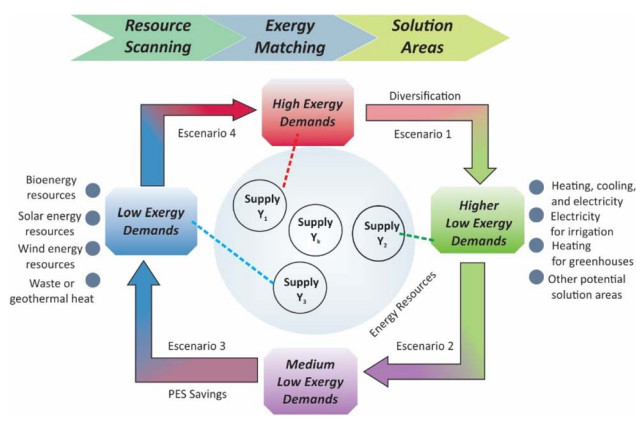 Resource
Scanning
Exergy
Matching
Solution
Areas
High Exergy
Demands
Diversification
Escenario 4
Escenario 1
Bioenergy
resources
Solar energy
resources
Wind energy
resources
Waste or
geothermal heat
Low Exergy
Demands
Supply
Y1
Supply
Yk
Supply
Y2
Supply
Y3
Higher
Low Exergy
Demands
Heating, cooling,
and electricity
Electricity
for irrigation
Heating
for greenhouses
Other potential
solution areas
Energy Resources
Escenario 3
Escenario 2
PES Savings
Medium
Low Exergy
Demands